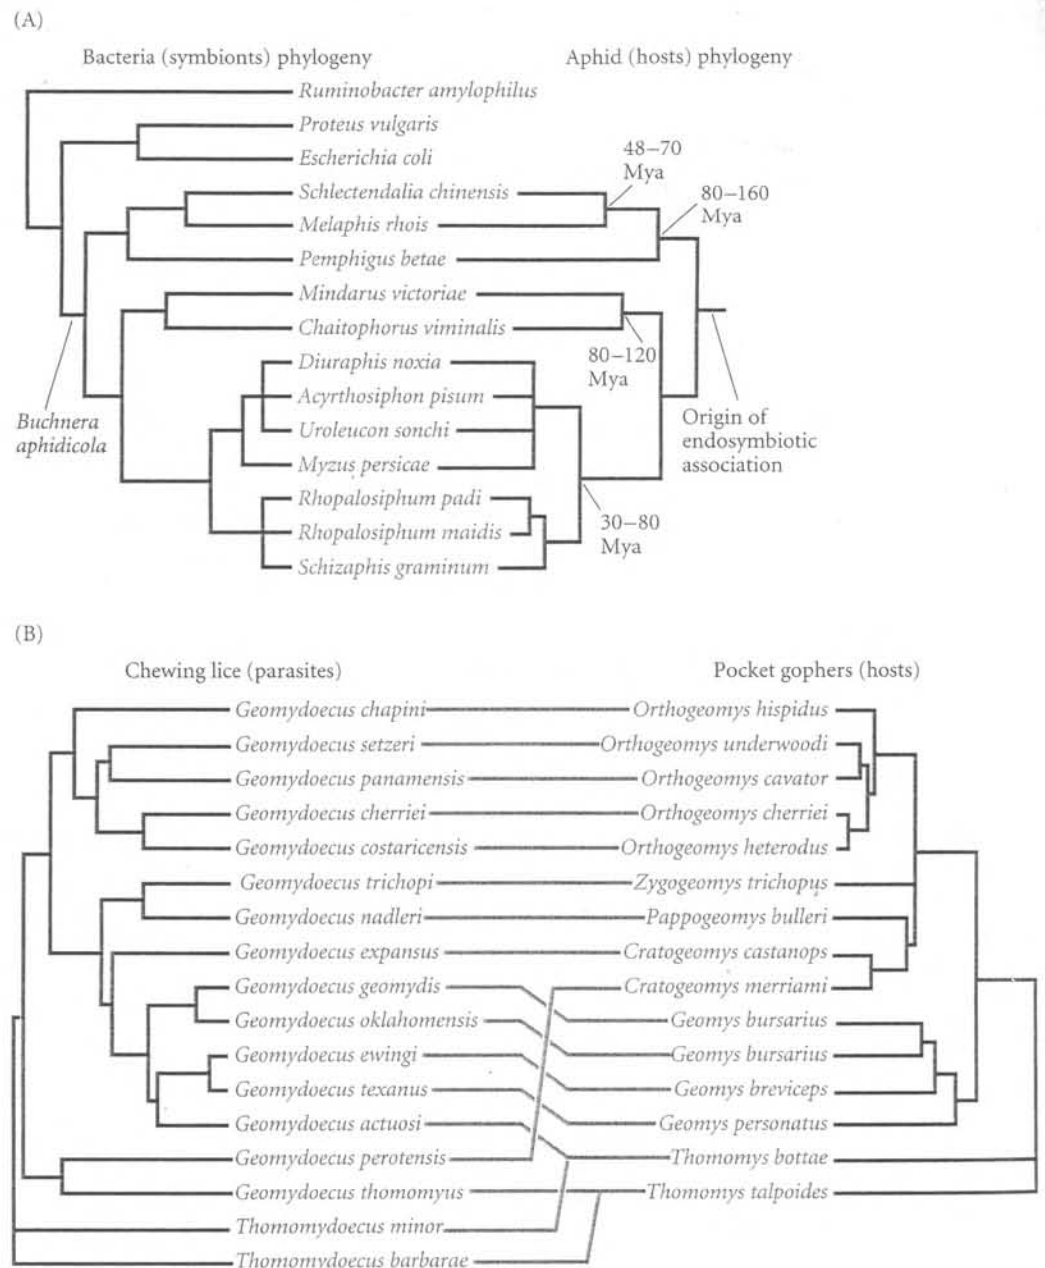 (A)
Bacteria (symbionts) phylogeny
Aphid (hosts) phylogeny
Ruminobacter amylophilus
Proteus vulgaris
Escherichia coli
Schlectendalia chinensis
Melaphis rhois
Pemphigus betae
Mindarus victoriae
Chaitophorus viminalis
Diuraphis noxia
Acyrthosiphon pisum
Uroleucon sonchi
Myzus persicae
Rhopalosiphum padi
Rhopalosiphum maidis
Schizaphis graminum
Buchnera
aphidicola
48–70
Mya
80–160
Mya
80–120
Mya
30–80
Mya
Origin of
endosymbiotic
association
(B)
Chewing lice (parasites)
Pocket gophers (hosts)
Geomydoecus chapini
Orthogeomys hispidus
Geomydoecus setzeri
Orthogeomys underwoodi
Geomydoecus panamensis
Orthogeomys cavator
Geomydoecus cherriei
Orthogeomys cherriei
Geomydoecus costaricensis
Orthogeomys heterodus
Geomydoecus trichopi
Zygogeomys trichopus
Geomydoecus nadleri
Pappogeomys bulleri
Geomydoecus expansus
Cratogeomys castanops
Geomydoecus geomydis
Cratogeomys merriami
Geomydoecus oklahomensis
Geomys bursarius
Geomydoecus ewingi
Geomys bursarius
Geomydoecus texanus
Geomys breviceps
Geomydoecus actuosi
Geomys personatus
Geomydoecus perotensis
Thomomys bottae
Geomydoecus thomomyus
Thomomys talpoides
Thomomydoecus minor
Thomomydoecus barbarae